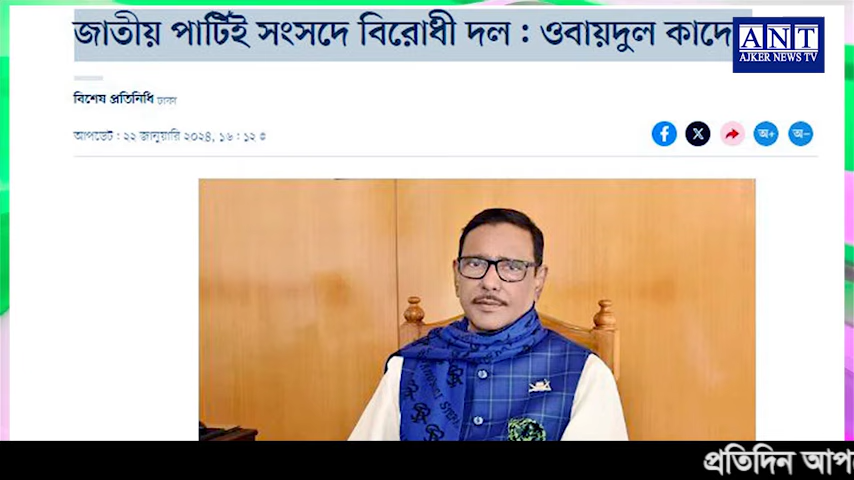 জাতীয় পার্টিই সংসদে বিরোধী দল : ওবায়দুল কাদে
ANT
AJKER NEWS TV
বিশেষ প্রতিনিধি ঢাকা
আপডেট : ২২ জানুয়ারি ২০২৪, ১৬ : ১২
অ+ অ-
প্রতিদিন আপ